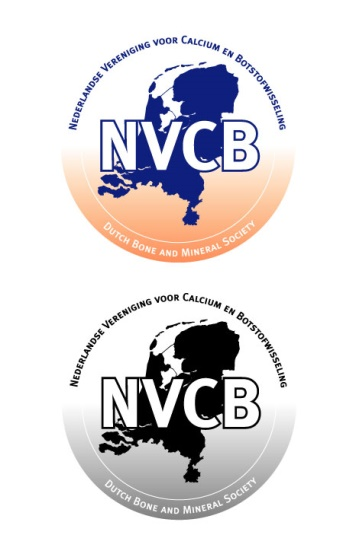 Nederlandse Vereniging voor Calcium en Botstofwisseling
NVCB
Dutch Bone and Mineral Society
Nederlandse Vereniging voor Calcium en Botstofwisseling
NVCB
Dutch Bone and Mineral Society